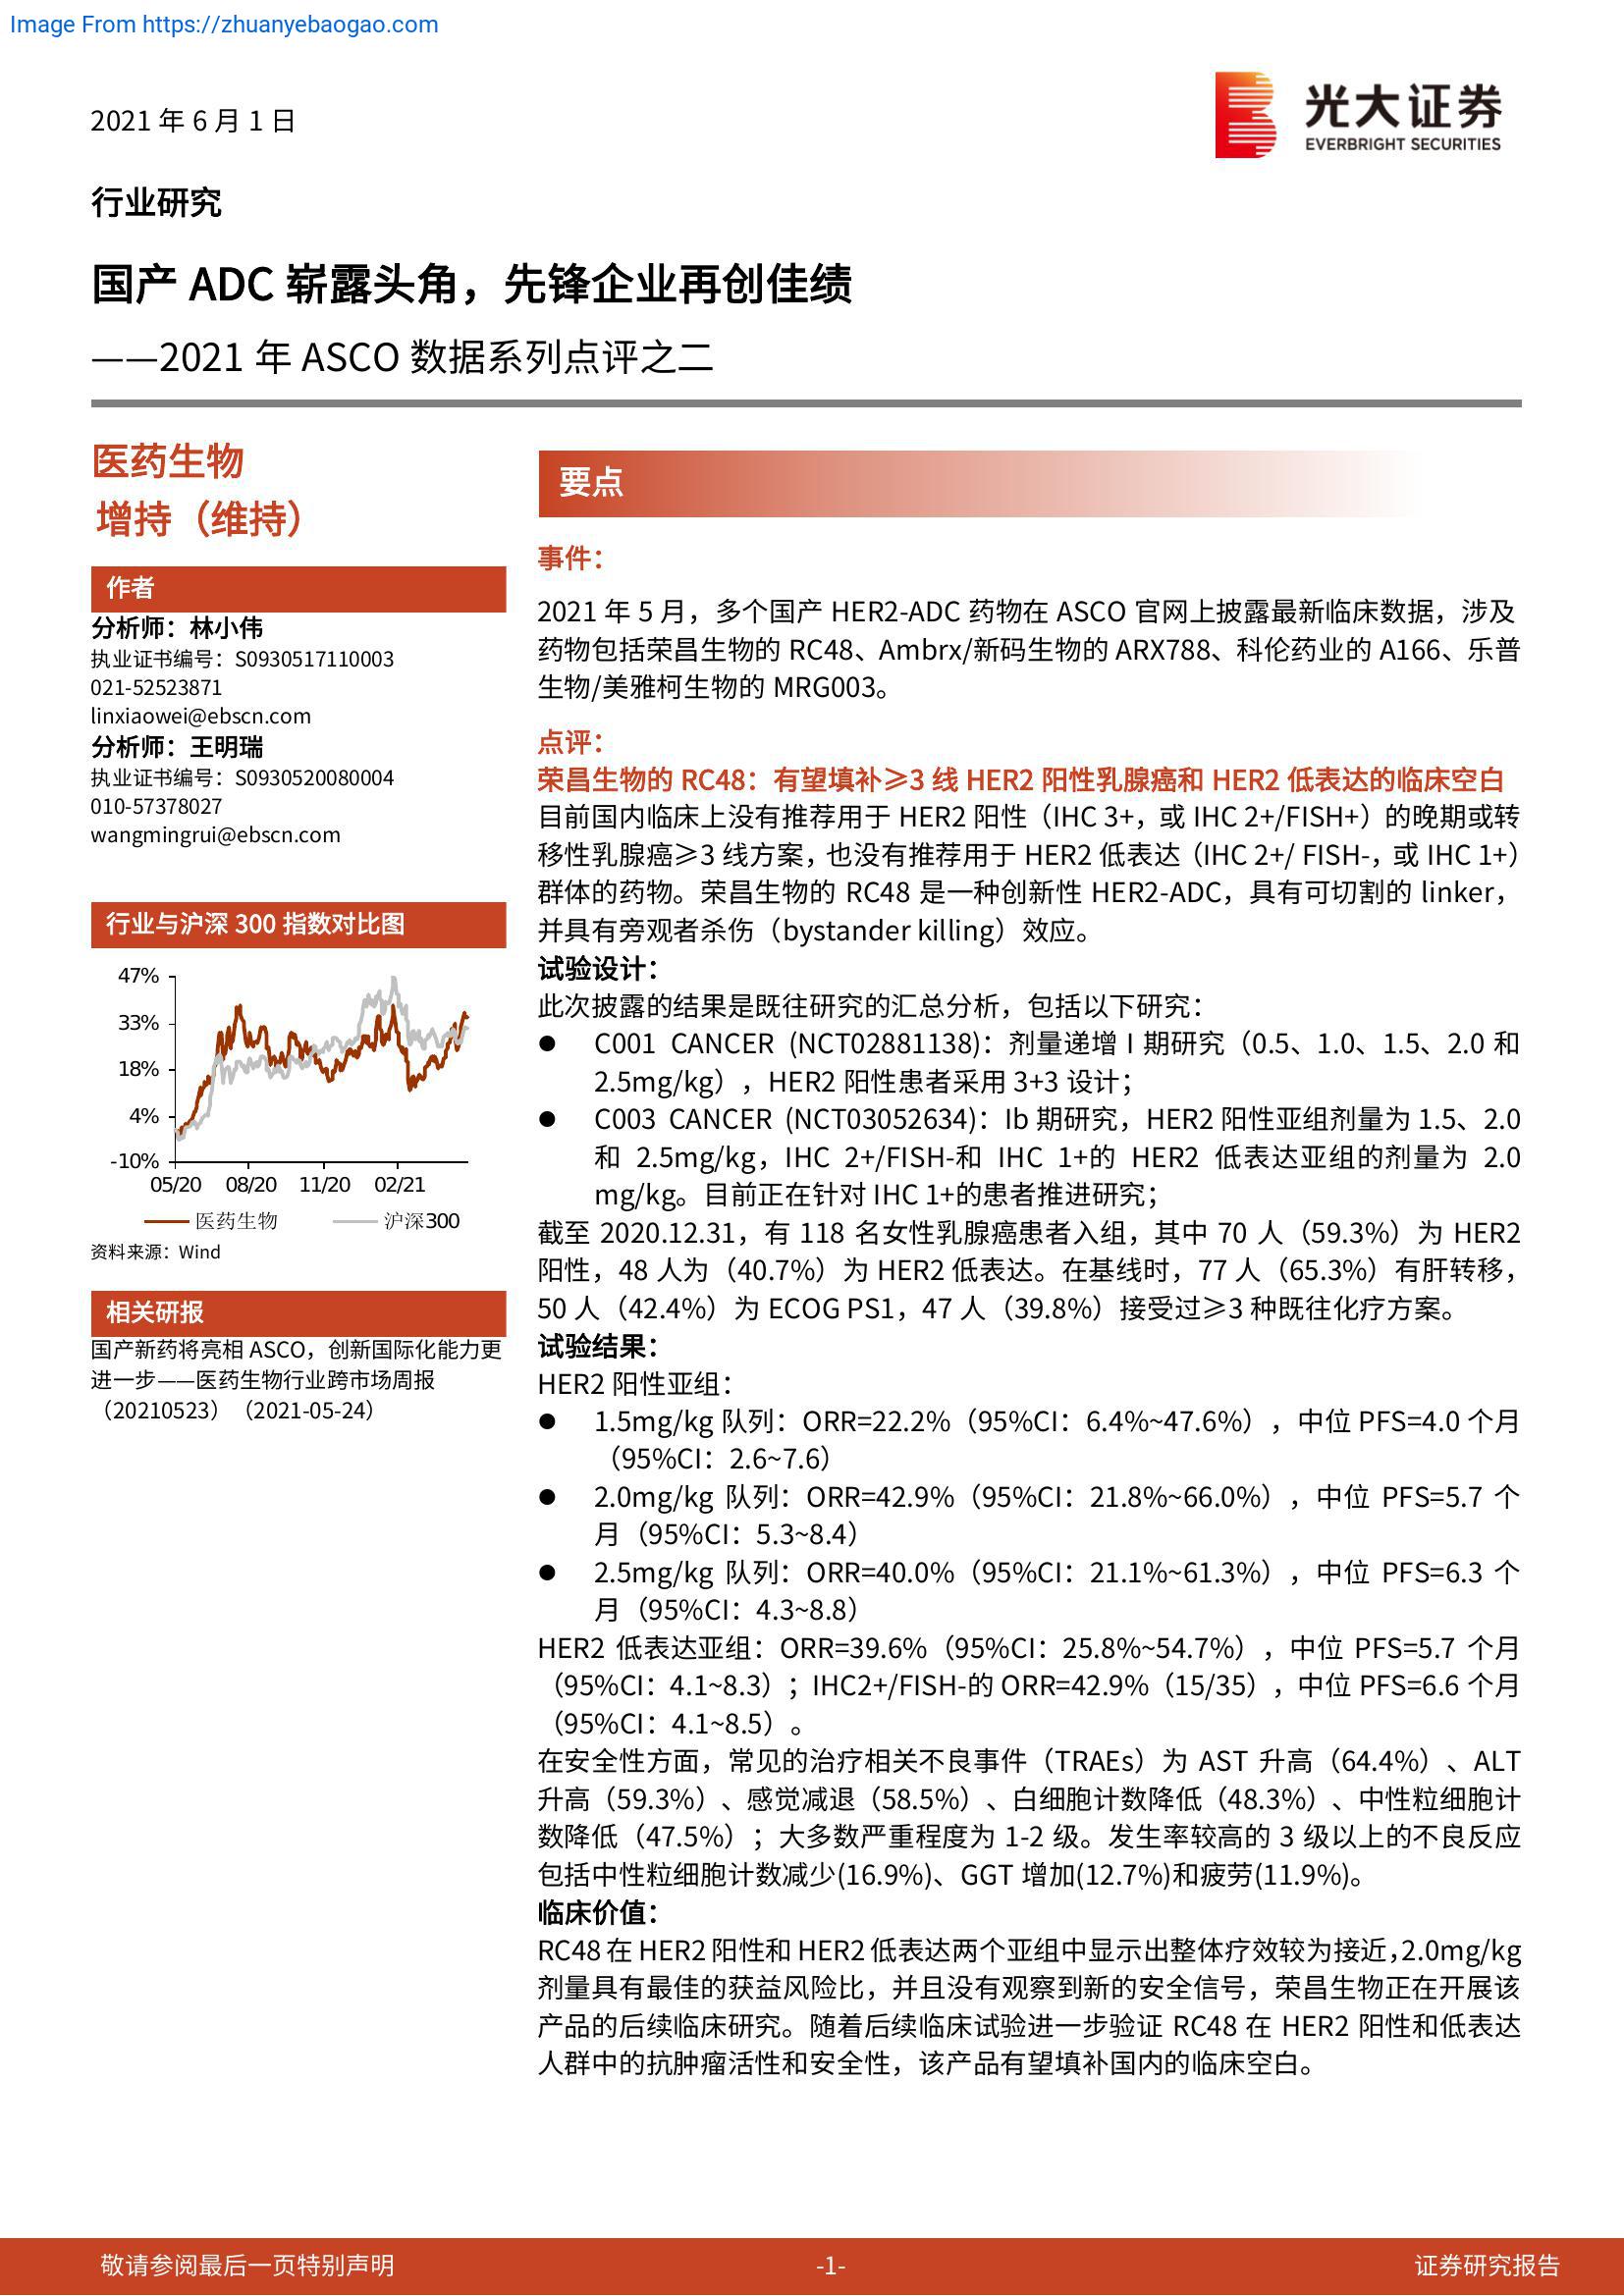 Image From https://zhuanyebaogao.com
2021 年 6 月 1 日
光大证券
EVERBRIGHT SECURITIES
行业研究
国产 ADC 崭露头角，先锋企业再创佳绩
——2021 年 ASCO 数据系列点评之二
医药生物
增持（维持）
作者
分析师：林小伟
执业证书编号：S0930517110003
021-52523871
linxiaowei@ebscn.com
分析师：王明瑞
执业证书编号：S0930520080004
010-57378027
wangmingrui@ebscn.com
行业与沪深 300 指数对比图
47%
33%
18%
4%
-10%
05/20 08/20 11/20 02/21
医药生物 沪深300
资料来源：Wind
相关研报
国产新药将亮相 ASCO，创新国际化能力更
进一步——医药生物行业跨市场周报
（20210523）（2021-05-24）
要点
事件：
2021 年 5 月，多个国产 HER2-ADC 药物在 ASCO 官网上披露最新临床数据，涉及
药物包括荣昌生物的 RC48、Ambrx/新码生物的 ARX788、科伦药业的 A166、乐普
生物/美雅柯生物的 MRG003。
点评：
荣昌生物的 RC48：有望填补≥3 线 HER2 阳性乳腺癌和 HER2 低表达的临床空白
目前国内临床上没有推荐用于 HER2 阳性（IHC 3+，或 IHC 2+/FISH+）的晚期或转
移性乳腺癌≥3 线方案，也没有推荐用于 HER2 低表达（IHC 2+/ FISH-，或 IHC 1+）
群体的药物。荣昌生物的 RC48 是一种创新性 HER2-ADC，具有可切割的 linker，
并具有旁观者杀伤（bystander killing）效应。
试验设计：
此次披露的结果是既往研究的汇总分析，包括以下研究：
● C001 CANCER (NCT02881138)：剂量递增 I 期研究（0.5、1.0、1.5、2.0 和
2.5mg/kg），HER2 阳性患者采用 3+3 设计；
● C003 CANCER (NCT03052634)：Ib 期研究，HER2 阳性亚组剂量为 1.5、2.0
和 2.5mg/kg，IHC 2+/FISH-和 IHC 1+的 HER2 低表达亚组的剂量为 2.0
mg/kg。目前正在针对 IHC 1+的患者推进研究；
截至 2020.12.31，有 118 名女性乳腺癌患者入组，其中 70 人（59.3%）为 HER2
阳性，48 人为（40.7%）为 HER2 低表达。在基线时，77 人（65.3%）有肝转移，
50 人（42.4%）为 ECOG PS1，47 人（39.8%）接受过≥3 种既往化疗方案。
试验结果：
HER2 阳性亚组：
● 1.5mg/kg 队列：ORR=22.2%（95%CI：6.4%~47.6%），中位 PFS=4.0 个月
（95%CI：2.6~7.6）
● 2.0mg/kg 队列：ORR=42.9%（95%CI：21.8%~66.0%），中位 PFS=5.7 个
月（95%CI：5.3~8.4）
● 2.5mg/kg 队列：ORR=40.0%（95%CI：21.1%~61.3%），中位 PFS=6.3 个
月（95%CI：4.3~8.8）
HER2 低表达亚组：ORR=39.6%（95%CI：25.8%~54.7%），中位 PFS=5.7 个月
（95%CI：4.1~8.3）；IHC2+/FISH-的 ORR=42.9%（15/35），中位 PFS=6.6 个月
（95%CI：4.1~8.5）。
在安全性方面，常见的治疗相关不良事件（TRAEs）为 AST 升高（64.4%）、ALT
升高（59.3%）、感觉减退（58.5%）、白细胞计数降低（48.3%）、中性粒细胞计
数降低（47.5%）；大多数严重程度为 1-2 级。发生率较高的 3 级以上的不良反应
包括中性粒细胞计数减少(16.9%)、GGT 增加(12.7%)和疲劳(11.9%)。
临床价值：
RC48 在 HER2 阳性和 HER2 低表达两个亚组中显示出整体疗效较为接近，2.0mg/kg
剂量具有最佳的获益风险比，并且没有观察到新的安全信号，荣昌生物正在开展该
产品的后续临床研究。随着后续临床试验进一步验证 RC48 在 HER2 阳性和低表达
人群中的抗肿瘤活性和安全性，该产品有望填补国内的临床空白。
敬请参阅最后一页特别声明 -1- 证券研究报告